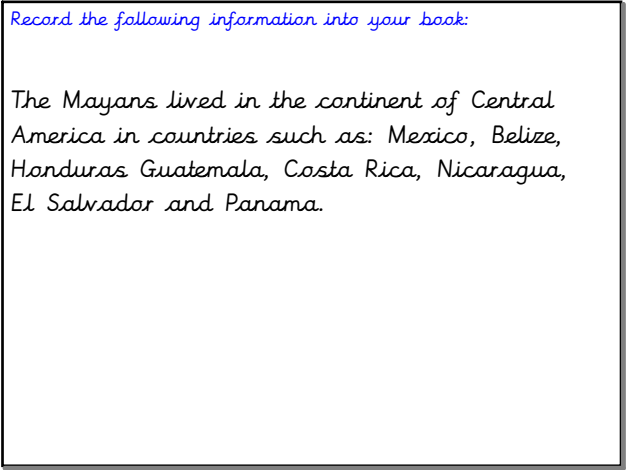 Record the following information into your book:
The Mayans lived in the continent of Central
America in countries such as: Mexico, Belize,
Honduras Guatemala, Costa Rica, Nicaragua,
El Salvador and Panama.